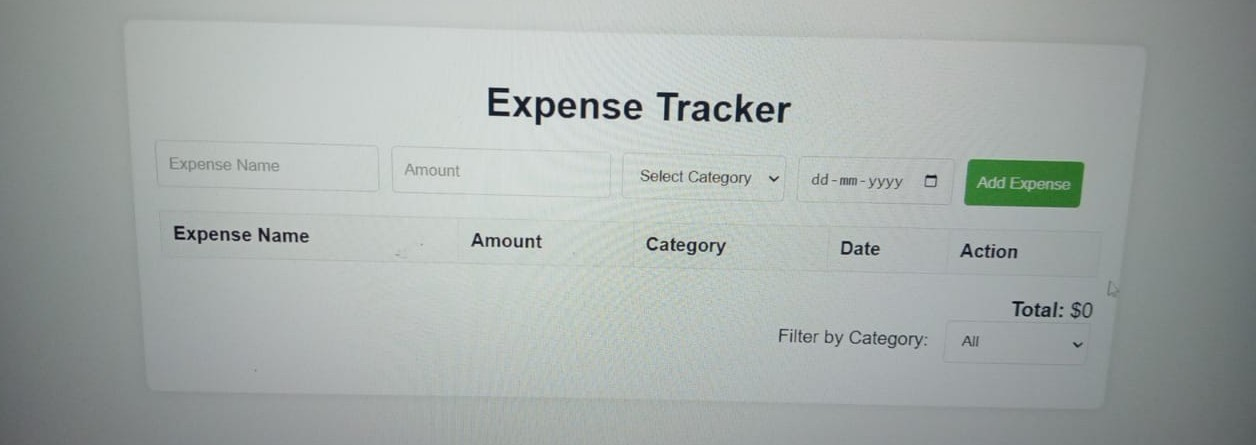 Expense Tracker
Expense Name Amount Select Category dd-mm-yyyy Add Expense
Expense Name Amount Category Date Action
Total: $0
Filter by Category: All